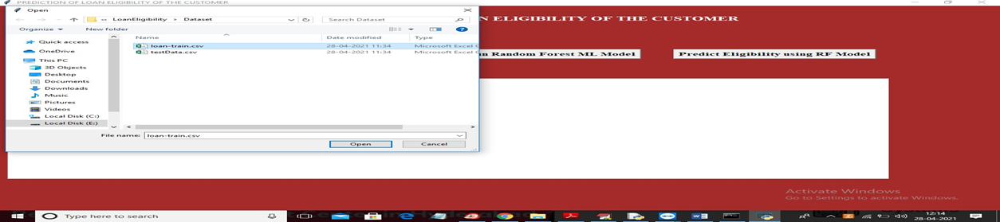 PREDICTION OF LOAN ELIGIBILITY OF THE CUSTOMER
Open
LoanEligibility > Dataset
Search Dataset
Organize
New folder
Name
Date modified
Type
Quick access
OneDrive
This PC
3D Objects
Desktop
Documents
Downloads
Music
Pictures
Videos
Local Disk (C:)
Local Disk (E:)
loan-train.csv
28-04-2021 11:34
Microsoft Excel C
testData.csv
28-04-2021 11:34
Microsoft Excel C
File name:
loan-train.csv
Open
Cancel
N ELIGIBILITY OF THE CUSTOMER
n Random Forest ML Model
Predict Eligibility using RF Model
Activate Windows
Go to Settings to activate Windows.
Type here to search
12:14
28-04-2021